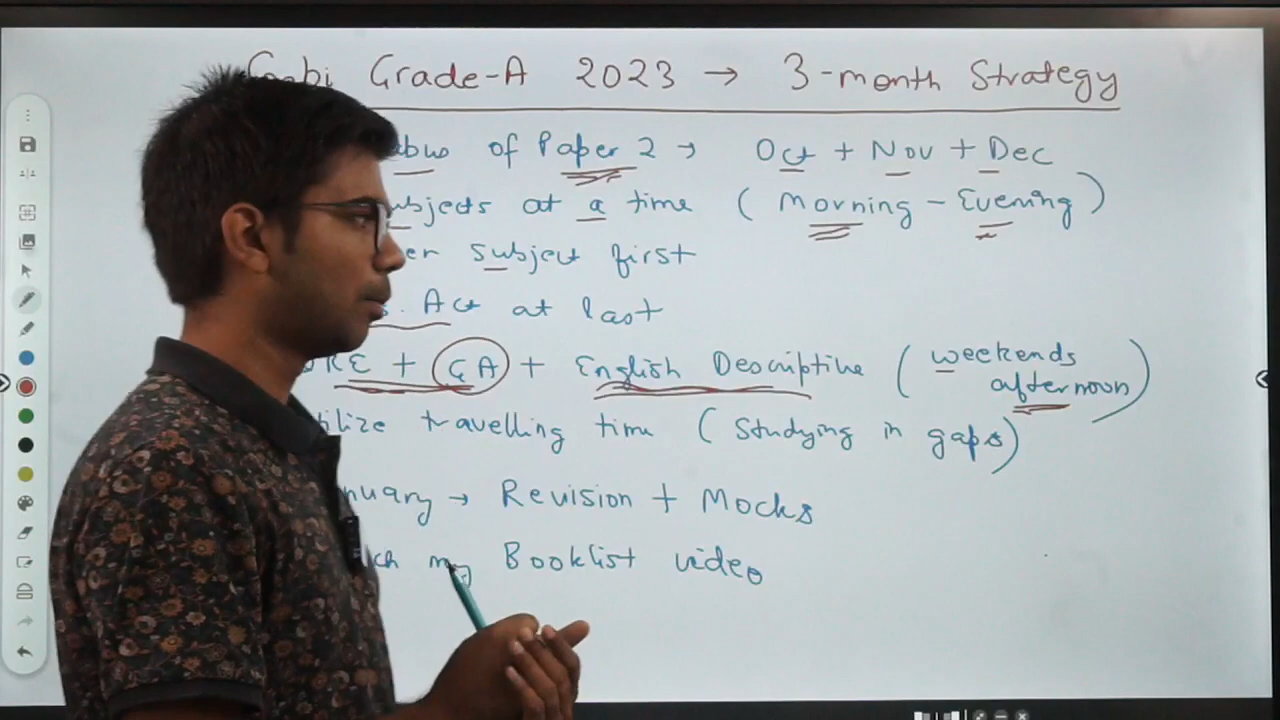 Grade-A 2023 → 3-month Strategy
of Paper 2 → Oct + Nov + Dec
at a time (Morning - Evening)
subject first
Act at last
+ GA + English Descriptive (weekends
afternoon)
travelling time (Studying in gaps)
→ Revision + Mocks
my Booklist video